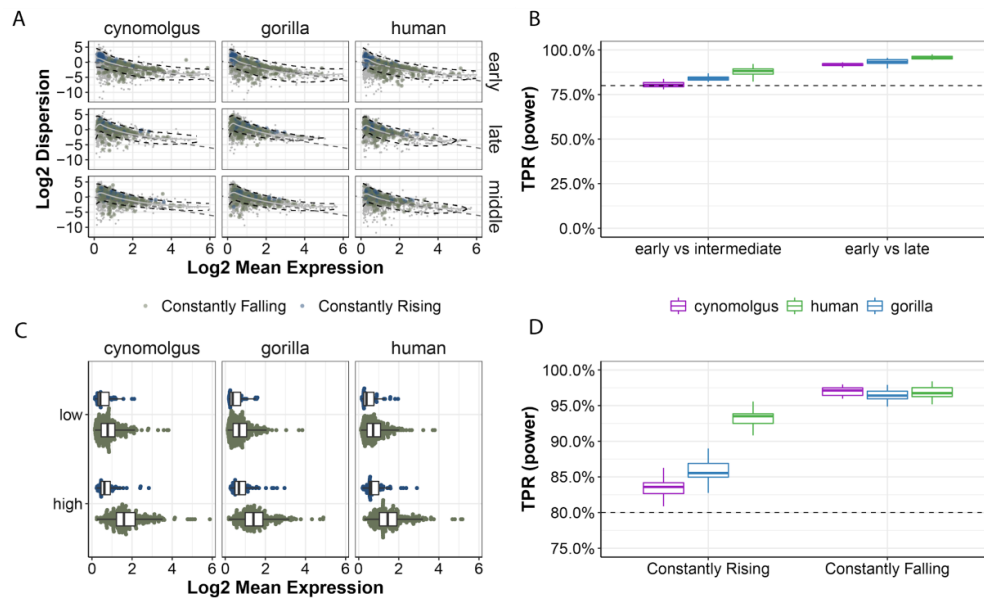 A
cynomolgus gorilla human
5
0
−5
−10
early
5
0
−5
−10
late
5
0
−5
−10
middle
Log2 Dispersion
0 2 4 6 0 2 4 6 0 2 4 6
Log2 Mean Expression
Constantly Falling Constantly Rising
B
100.0%
75.0%
50.0%
25.0%
0.0%
TPR (power)
early vs intermediate early vs late
cynomolgus human gorilla
C
cynomolgus gorilla human
low
high
0 2 4 6 0 2 4 6 0 2 4 6
Log2 Mean Expression
D
100.0%
95.0%
90.0%
85.0%
80.0%
75.0%
TPR (power)
Constantly Rising Constantly Falling